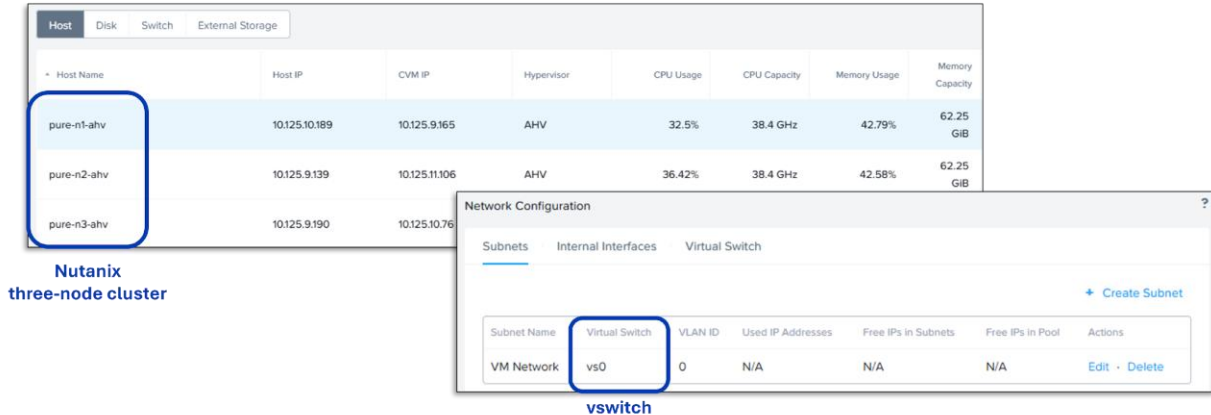 Host Disk Switch External Storage
Host Name Host IP CVM IP Hypervisor CPU Usage CPU Capacity Memory Usage Memory Capacity
pure-n1-ahv 10.125.10.189 10.125.9.165 AHV 32.5% 38.4 GHz 42.79% 62.25 GiB
pure-n2-ahv 10.125.9.139 10.125.11.106 AHV 36.42% 38.4 GHz 42.58% 62.25 GiB
pure-n3-ahv 10.125.9.190 10.125.10.76
Nutanix
three-node cluster
Network Configuration ?
Subnets Internal Interfaces Virtual Switch
+ Create Subnet
Subnet Name Virtual Switch VLAN ID Used IP Addresses Free IPs in Subnets Free IPs in Pool Actions
VM Network vs0 0 N/A N/A N/A Edit · Delete
vswitch